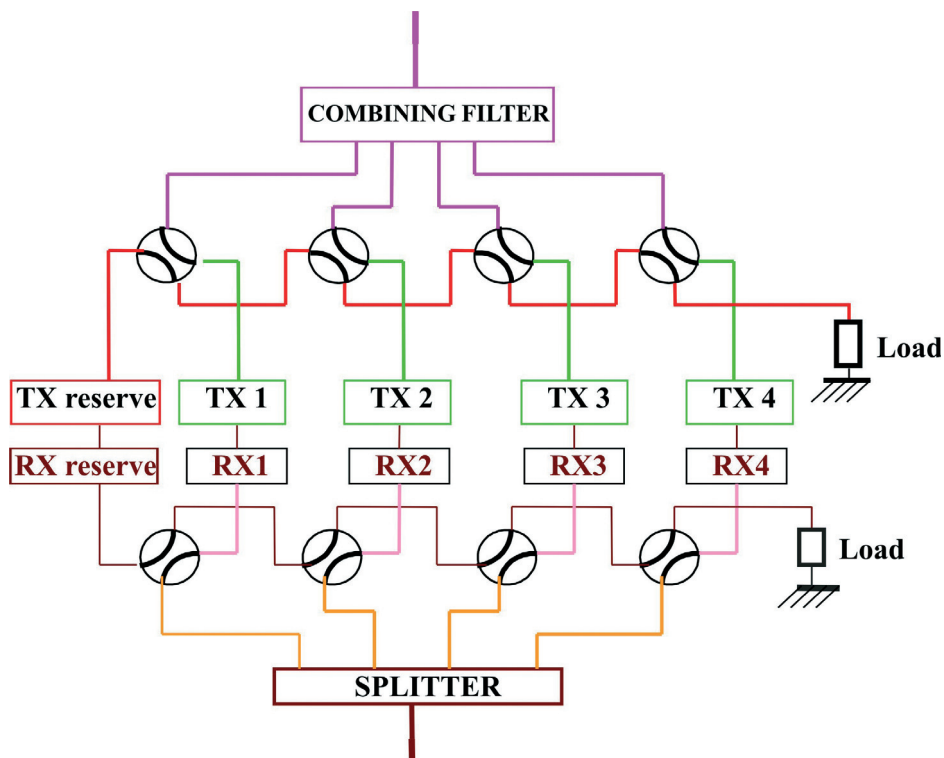 COMBINING FILTER
Load
TX reserve
TX 1
TX 2
TX 3
TX 4
RX reserve
RX1
RX2
RX3
RX4
Load
SPLITTER